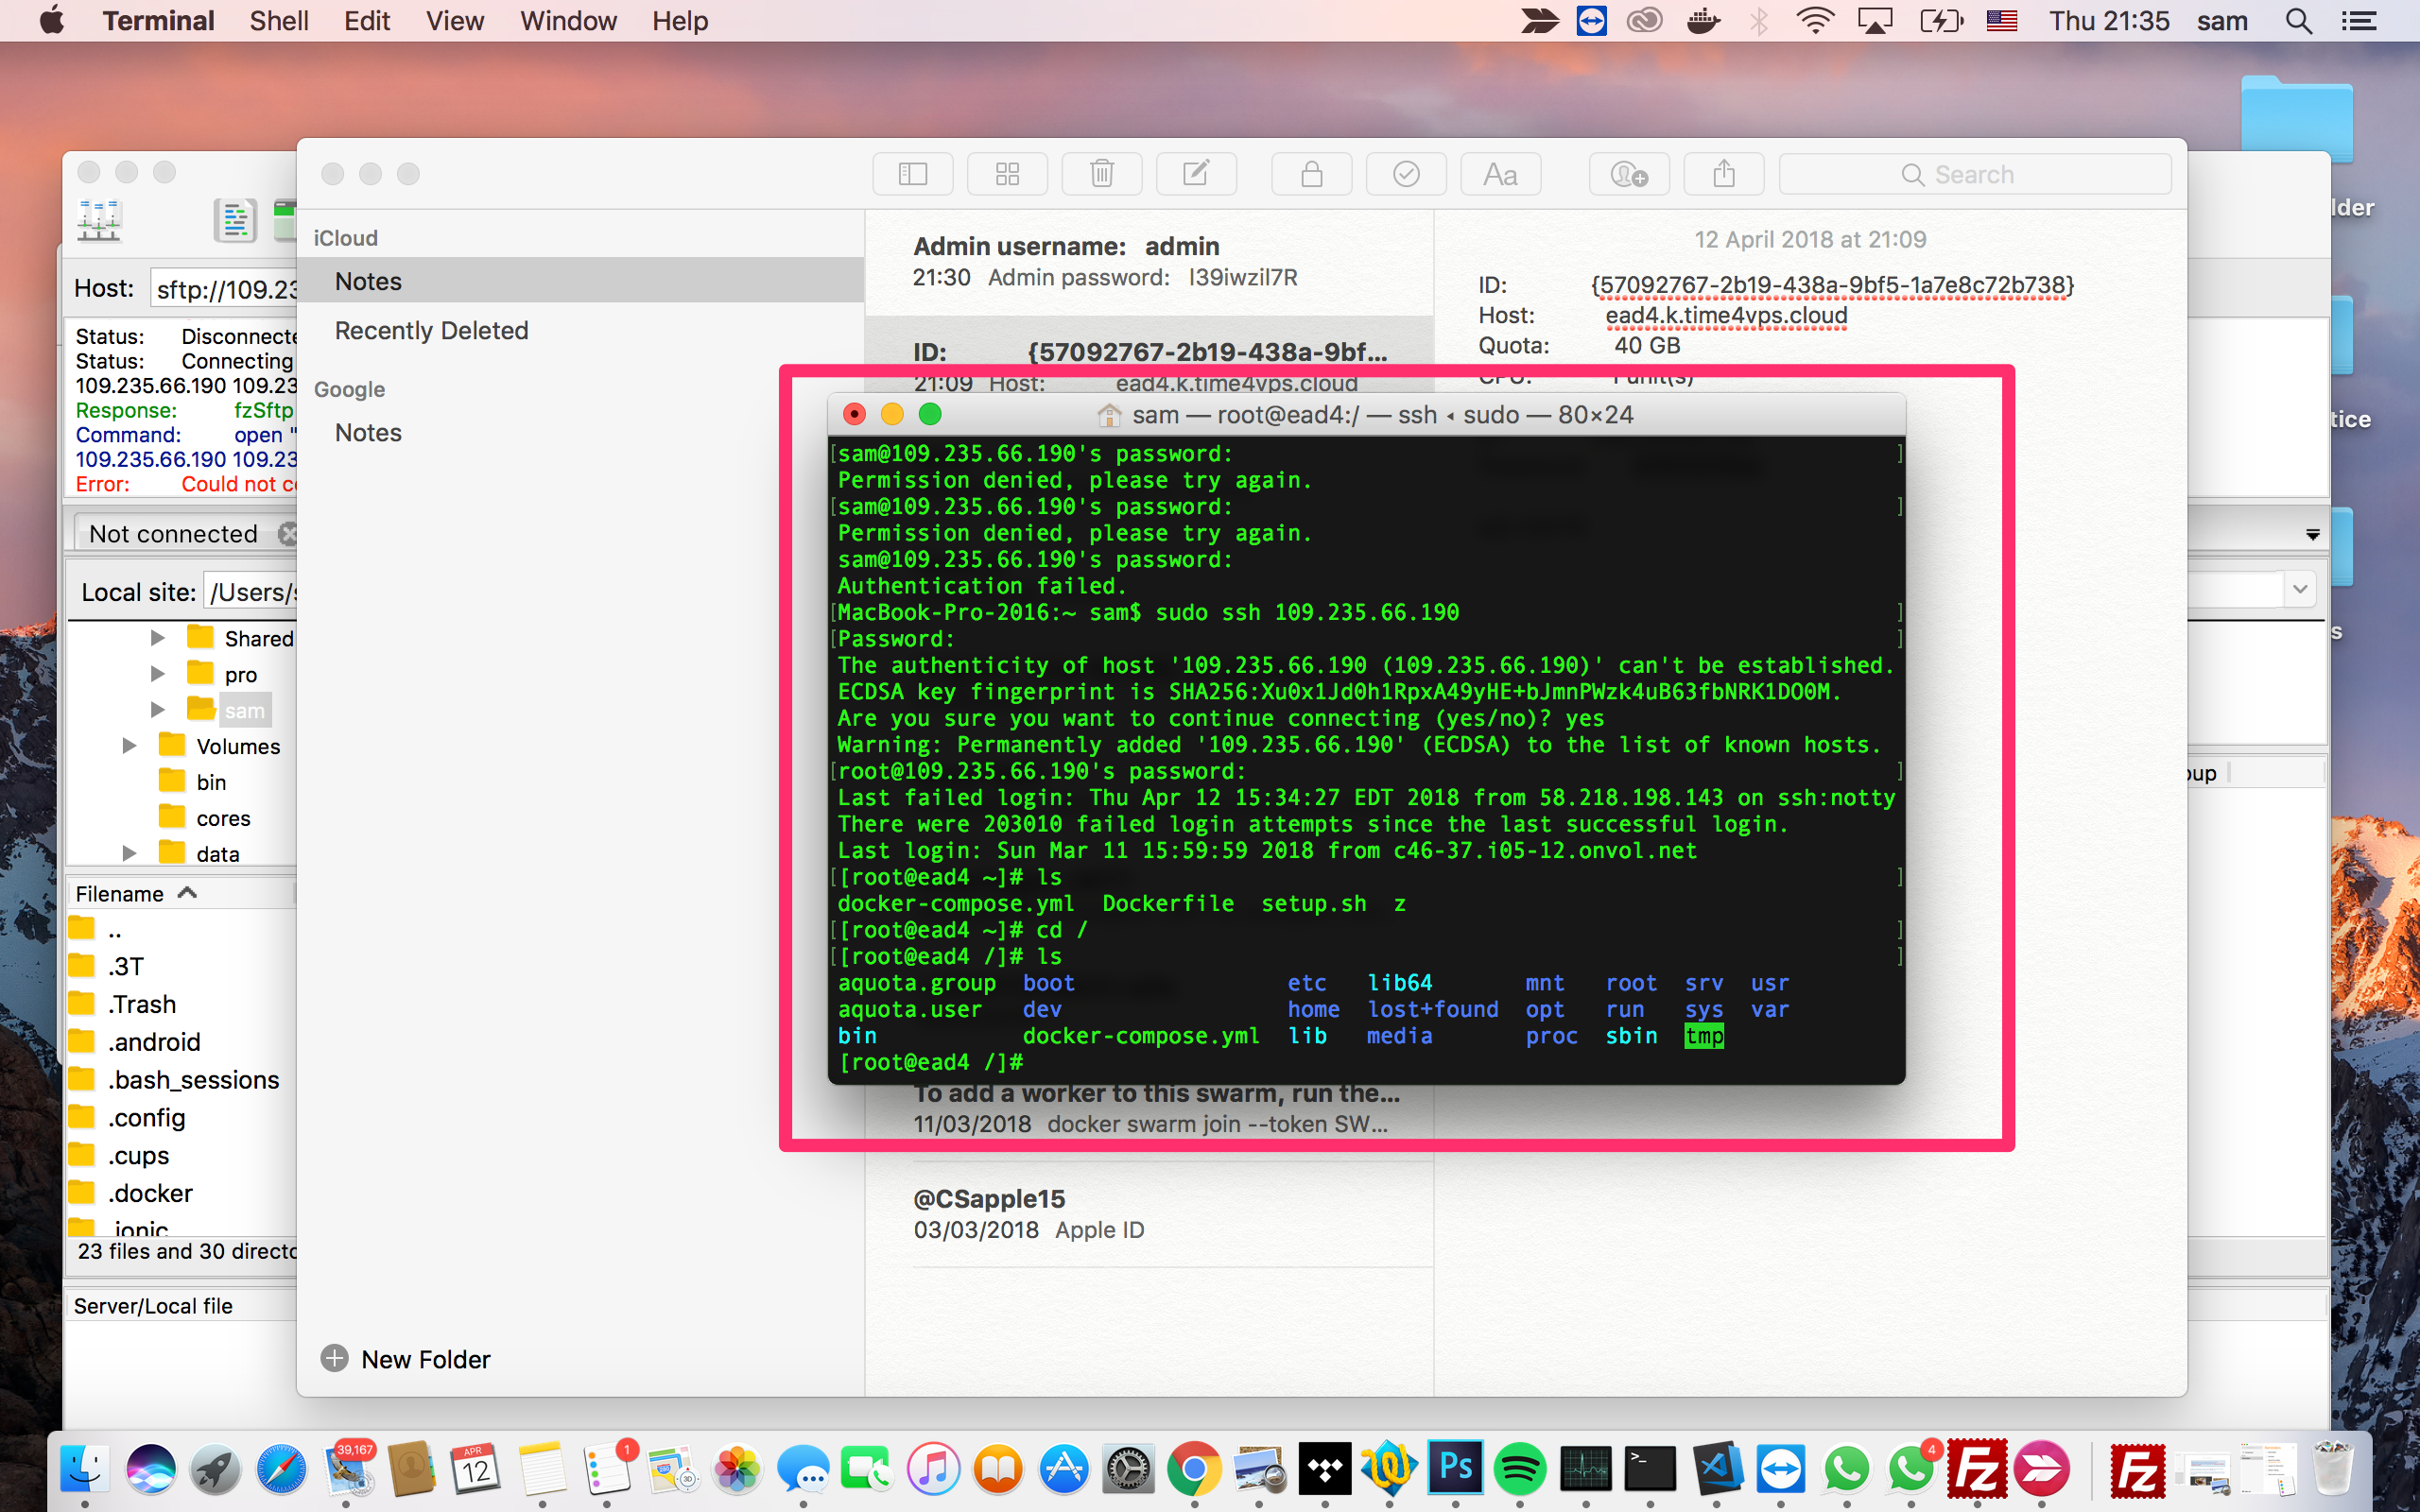 Terminal Shell Edit View Window Help
Thu 21:35 sam
lder
tice
s
Host: sftp://109.23
Status: Disconnecte
Status: Connecting
109.235.66.190 109.23
Response: fzSftp
Command: open "
109.235.66.190 109.23
Error: Could not c
Not connected
Local site: /Users/s
Shared
pro
sam
Volumes
bin
cores
data
Filename
..
.3T
.Trash
.android
.bash_sessions
.config
.cups
.docker
.ionic
23 files and 30 directo
Server/Local file
oup
Aa
Search
iCloud
Notes
Recently Deleted
Google
Notes
New Folder
Admin username: admin
21:30 Admin password: l39iwzil7R
ID: {57092767-2b19-438a-9bf...
21:09 Host: ead4.k.time4vps.cloud
To add a worker to this swarm, run the...
11/03/2018 docker swarm join --token SW...
@CSapple15
03/03/2018 Apple ID
12 April 2018 at 21:09
ID: {57092767-2b19-438a-9bf5-1a7e8c72b738}
Host: ead4.k.time4vps.cloud
Quota: 40 GB
CPU: 1 unit(s)
sam — root@ead4:/ — ssh ◂ sudo — 80×24
[sam@109.235.66.190's password: ]
Permission denied, please try again.
[sam@109.235.66.190's password: ]
Permission denied, please try again.
sam@109.235.66.190's password:
Authentication failed.
[MacBook-Pro-2016:~ sam$ sudo ssh 109.235.66.190 ]
[Password: ]
The authenticity of host '109.235.66.190 (109.235.66.190)' can't be established.
ECDSA key fingerprint is SHA256:Xu0x1Jd0h1RpxA49yHE+bJmnPWzk4uB63fbNRK1DO0M.
Are you sure you want to continue connecting (yes/no)? yes
Warning: Permanently added '109.235.66.190' (ECDSA) to the list of known hosts.
[root@109.235.66.190's password: ]
Last failed login: Thu Apr 12 15:34:27 EDT 2018 from 58.218.198.143 on ssh:notty
There were 203010 failed login attempts since the last successful login.
Last login: Sun Mar 11 15:59:59 2018 from c46-37.i05-12.onvol.net
[[root@ead4 ~]# ls ]
docker-compose.yml Dockerfile setup.sh z
[[root@ead4 ~]# cd / ]
[[root@ead4 /]# ls ]
aquota.group boot etc lib64 mnt root srv usr
aquota.user dev home lost+found opt run sys var
bin docker-compose.yml lib media proc sbin tmp
[root@ead4 /]#
39,167
APR
12
1
3D
Ps
>_
4
Fz
Fz